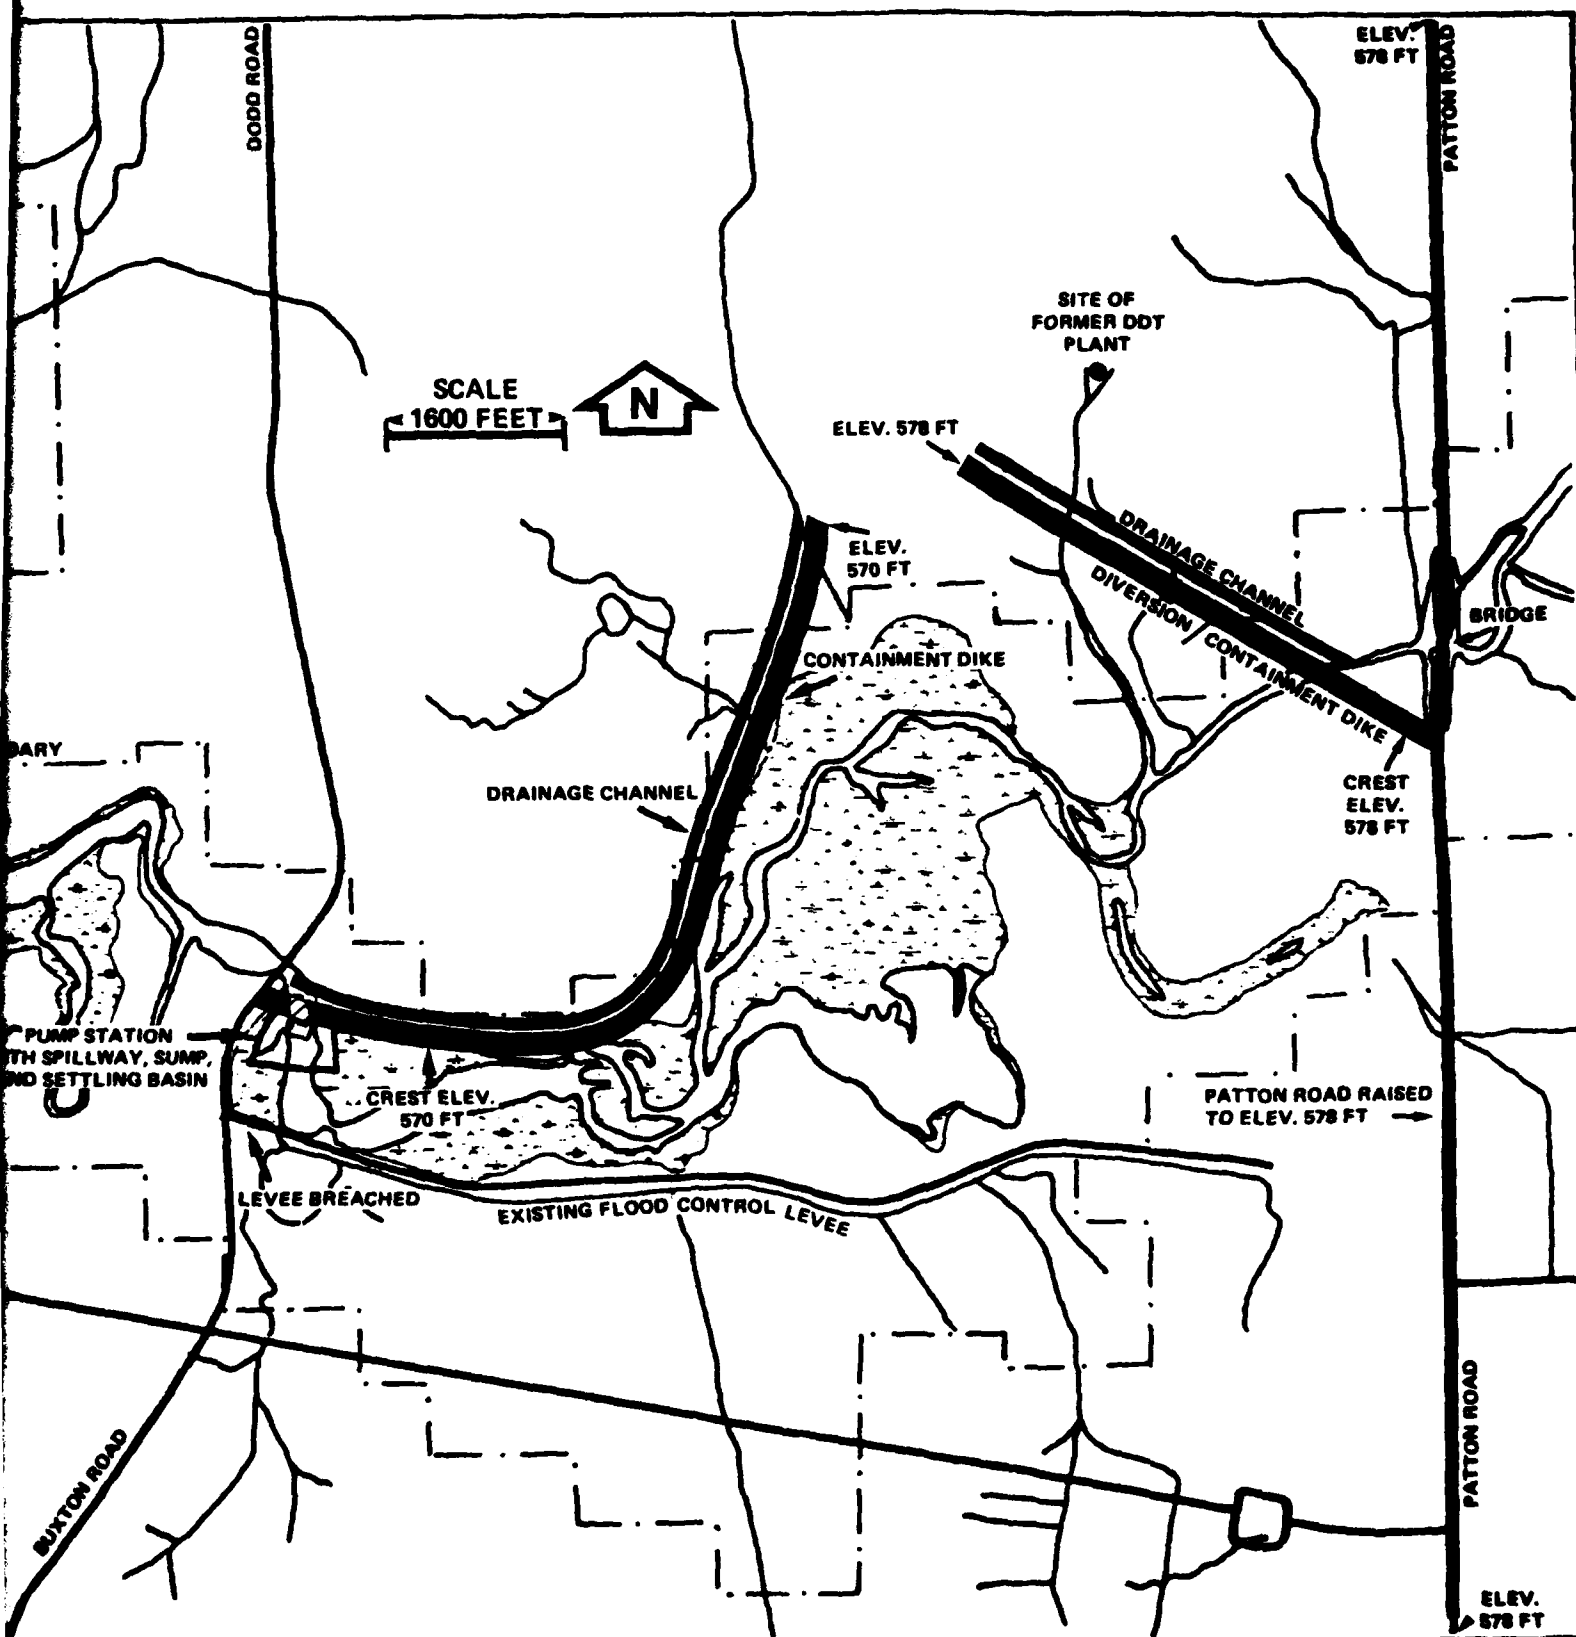 ELEV.
578 FT
PATTON ROAD
DODD ROAD
SITE OF
FORMER DDT
PLANT
SCALE
1600 FEET
N
ELEV. 578 FT
DRAINAGE CHANNEL
DIVERSION CONTAINMENT DIKE
ELEV.
570 FT
BRIDGE
CONTAINMENT DIKE
DARY
DRAINAGE CHANNEL
CREST
ELEV.
578 FT
PUMP STATION
TH SPILLWAY, SUMP,
ND SETTLING BASIN
CREST ELEV.
570 FT
PATTON ROAD RAISED
TO ELEV. 578 FT
LEVEE BREACHED
EXISTING FLOOD CONTROL LEVEE
BUXTON ROAD
PATTON ROAD
ELEV.
578 FT